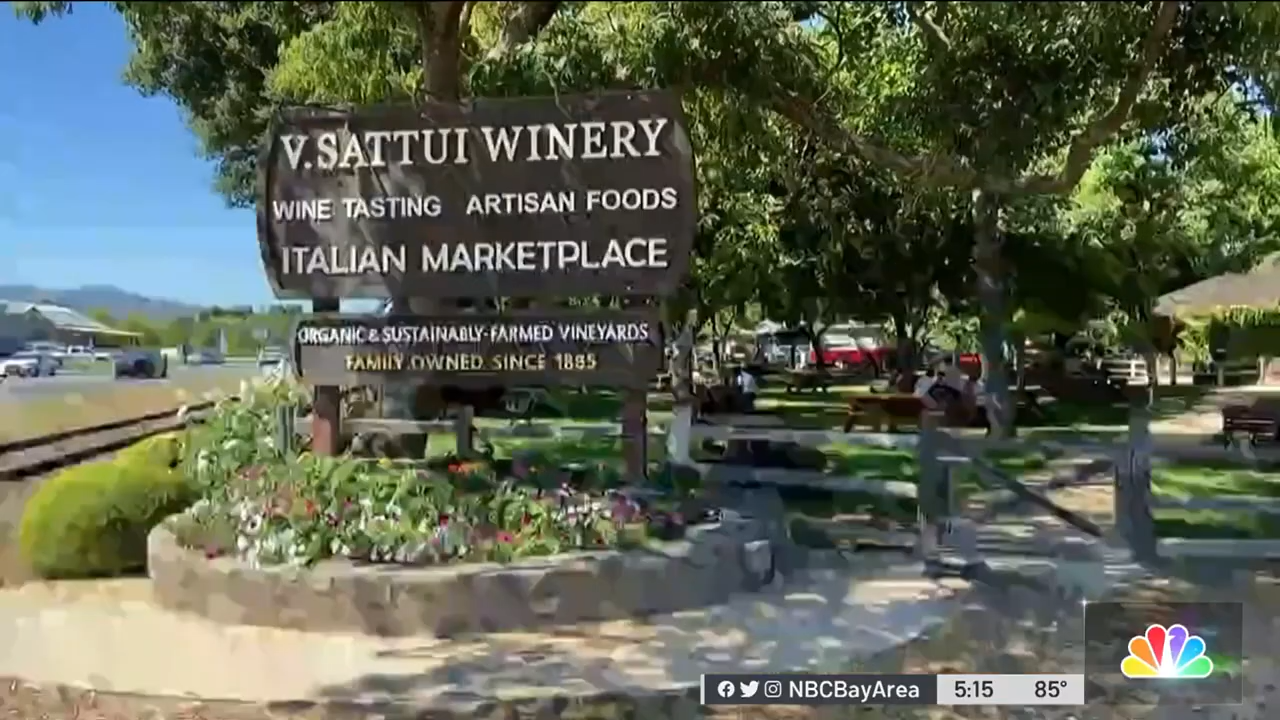 V. SATTUI WINERY
WINE TASTING ARTISAN FOODS
ITALIAN MARKETPLACE
ORGANIC & SUSTAINABLY-FARMED VINEYARDS
FAMILY OWNED SINCE 1885
NBCBayArea 5:15 85°